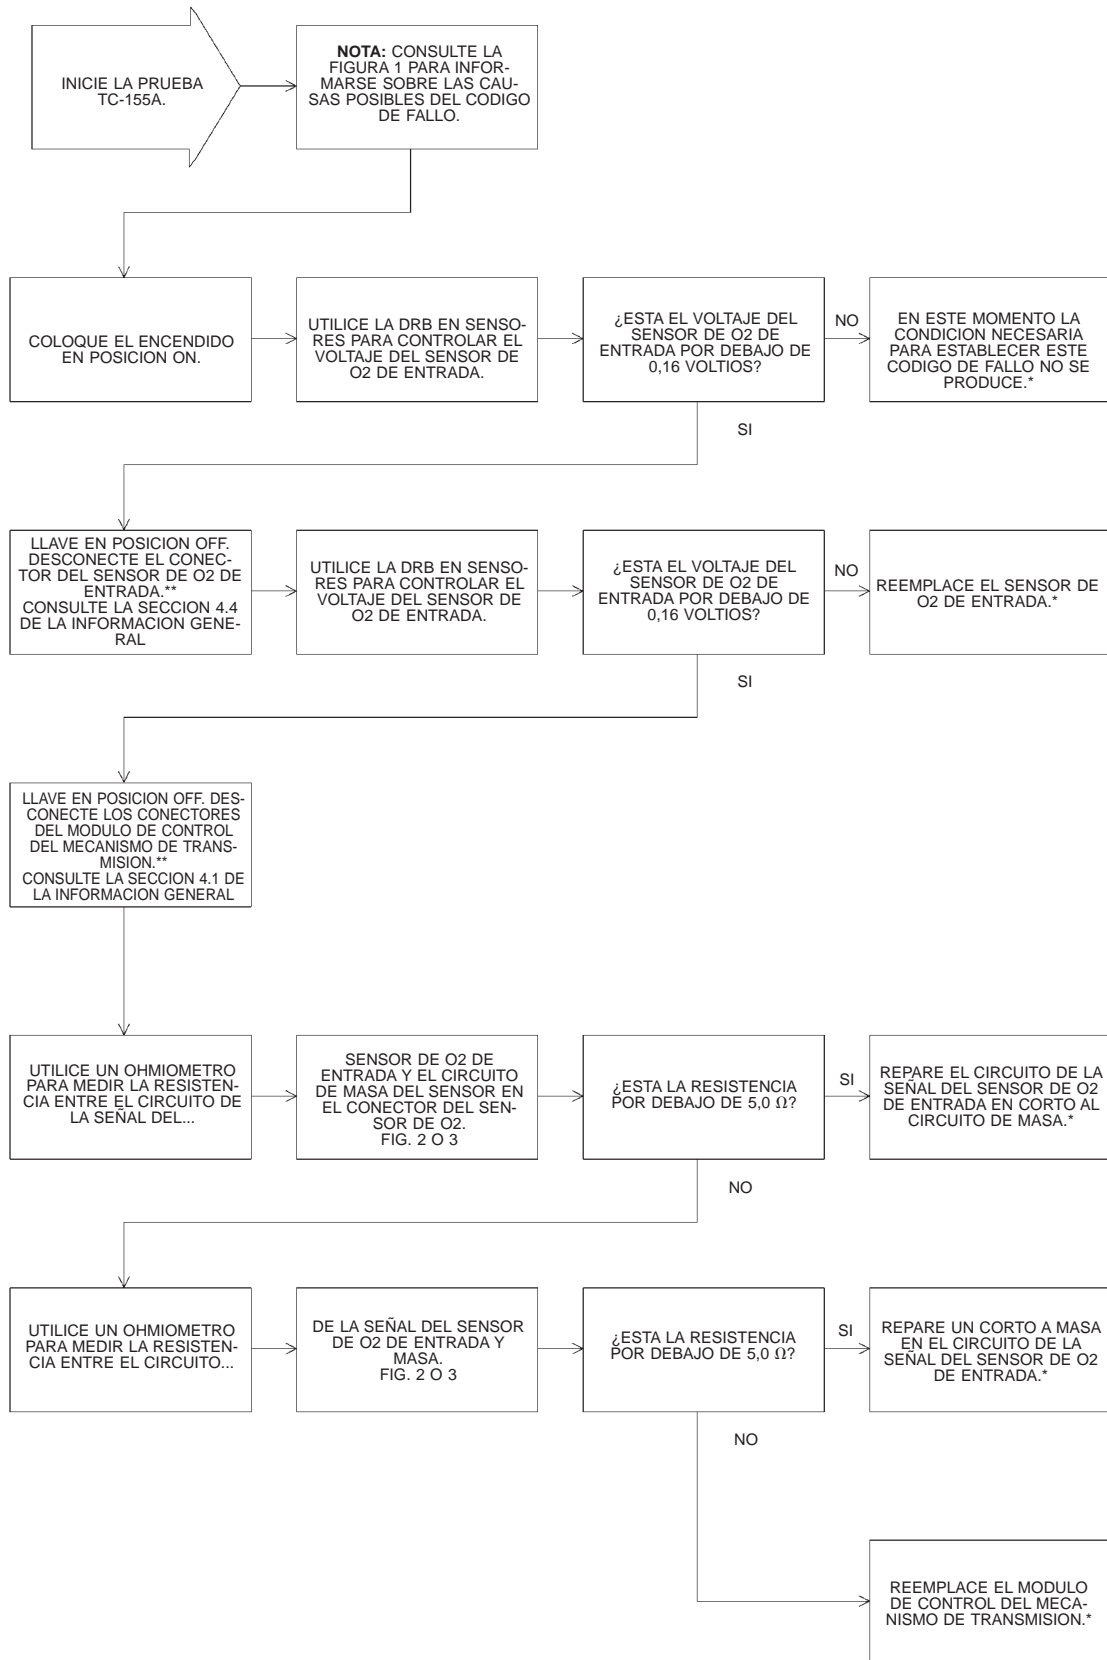 INICIE LA PRUEBA
TC-155A.
NOTA: CONSULTE LA
FIGURA 1 PARA INFOR-
MARSE SOBRE LAS CAU-
SAS POSIBLES DEL CODIGO
DE FALLO.
COLOQUE EL ENCENDIDO
EN POSICION ON.
UTILICE LA DRB EN SENSO-
RES PARA CONTROLAR EL
VOLTAJE DEL SENSOR DE
O2 DE ENTRADA.
¿ESTA EL VOLTAJE DEL
SENSOR DE O2 DE
ENTRADA POR DEBAJO DE
0,16 VOLTIOS?
NO
EN ESTE MOMENTO LA
CONDICION NECESARIA
PARA ESTABLECER ESTE
CODIGO DE FALLO NO SE
PRODUCE.*
SI
LLAVE EN POSICION OFF.
DESCONECTE EL CONEC-
TOR DEL SENSOR DE O2 DE
ENTRADA.**
CONSULTE LA SECCION 4.4
DE LA INFORMACION GENE-
RAL
UTILICE LA DRB EN SENSO-
RES PARA CONTROLAR EL
VOLTAJE DEL SENSOR DE
O2 DE ENTRADA.
¿ESTA EL VOLTAJE DEL
SENSOR DE O2 DE
ENTRADA POR DEBAJO DE
0,16 VOLTIOS?
NO
REEMPLACE EL SENSOR DE
O2 DE ENTRADA.*
SI
LLAVE EN POSICION OFF. DES-
CONECTE LOS CONECTORES
DEL MODULO DE CONTROL
DEL MECANISMO DE TRANS-
MISION.**
CONSULTE LA SECCION 4.1 DE
LA INFORMACION GENERAL
UTILICE UN OHMIOMETRO
PARA MEDIR LA RESISTEN-
CIA ENTRE EL CIRCUITO DE
LA SEÑAL DEL...
SENSOR DE O2 DE
ENTRADA Y EL CIRCUITO
DE MASA DEL SENSOR EN
EL CONECTOR DEL SEN-
SOR DE O2.
FIG. 2 O 3
¿ESTA LA RESISTENCIA
POR DEBAJO DE 5,0 Ω?
SI
REPARE EL CIRCUITO DE LA
SEÑAL DEL SENSOR DE O2
DE ENTRADA EN CORTO AL
CIRCUITO DE MASA.*
NO
UTILICE UN OHMIOMETRO
PARA MEDIR LA RESISTEN-
CIA ENTRE EL CIRCUITO...
DE LA SEÑAL DEL SENSOR
DE O2 DE ENTRADA Y
MASA.
FIG. 2 O 3
¿ESTA LA RESISTENCIA
POR DEBAJO DE 5,0 Ω?
SI
REPARE UN CORTO A MASA
EN EL CIRCUITO DE LA
SEÑAL DEL SENSOR DE O2
DE ENTRADA.*
NO
REEMPLACE EL MODULO
DE CONTROL DEL MECA-
NISMO DE TRANSMISION.*